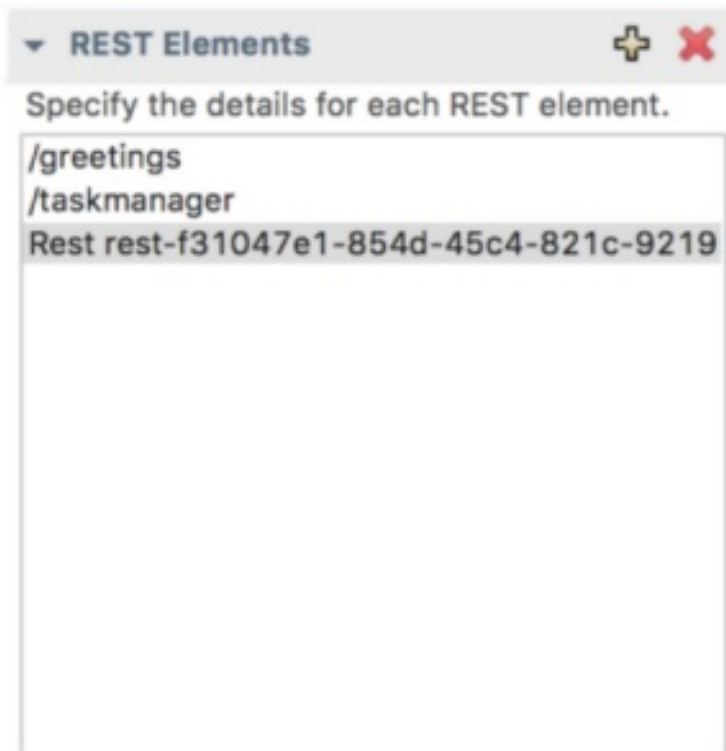 REST Elements
Specify the details for each REST element.
/greetings
/taskmanager
Rest rest-f31047e1-854d-45c4-821c-9219